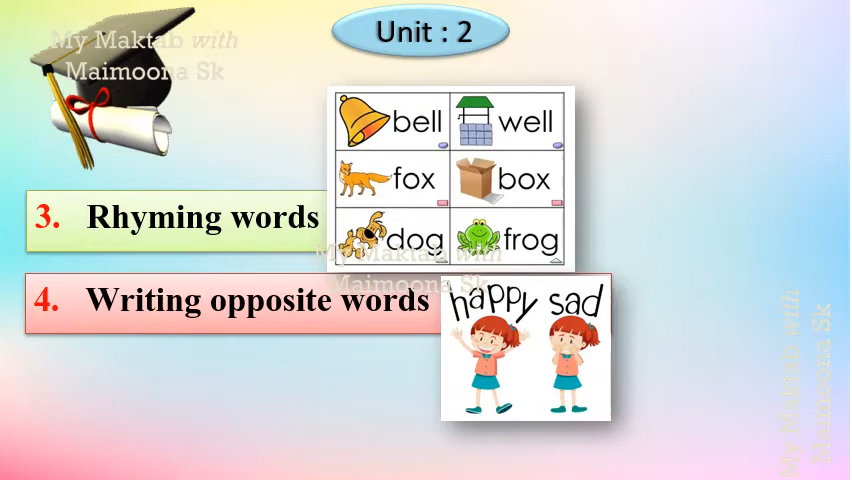 My Maktab with
Maimoona Sk
Unit : 2
bell well
fox box
3. Rhyming words
dog frog
My Maktab with
Maimoona Sk
4. Writing opposite words
happy sad
My Maktab with
Maimoona Sk